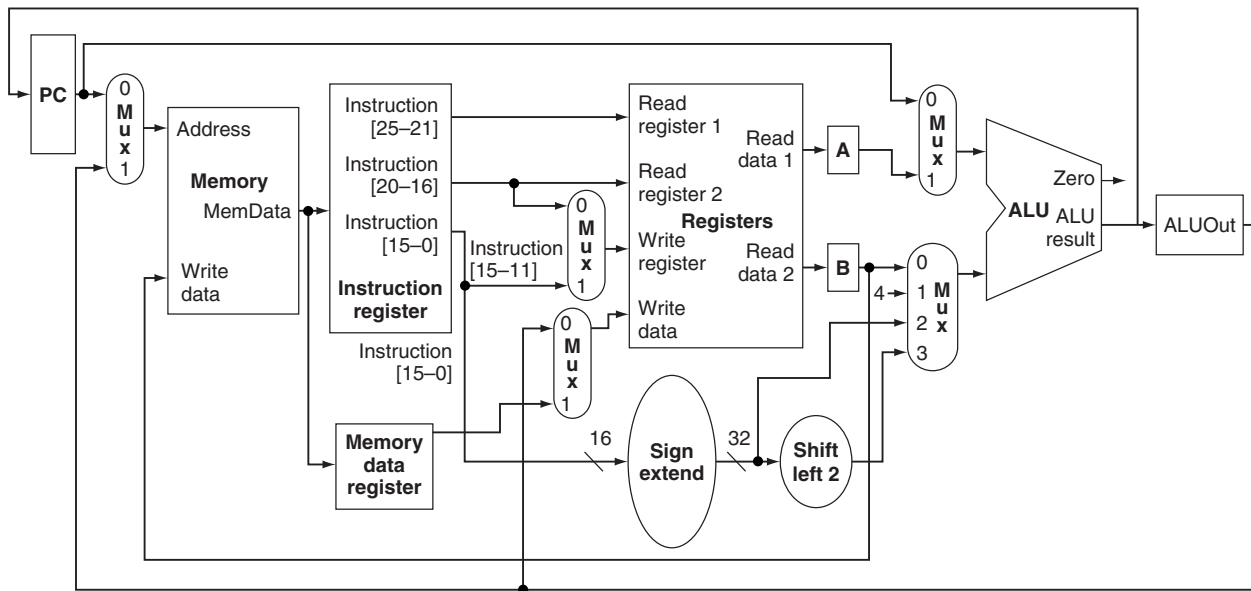 PC
0
M
u
x
1
Address
Memory
MemData
Write
data
Instruction
[25–21]
Instruction
[20–16]
Instruction
[15–0]
Instruction
register
Instruction
[15–11]
Instruction
[15–0]
Memory
data
register
0
M
u
x
1
0
M
u
x
1
Read
register 1
Read
register 2
Registers
Write
register
Write
data
Read
data 1
Read
data 2
16
Sign
extend
32
Shift
left 2
A
B
4
0
M
u
x
1
0
1
2
3
M
u
x
Zero
ALU
ALU
result
ALUOut